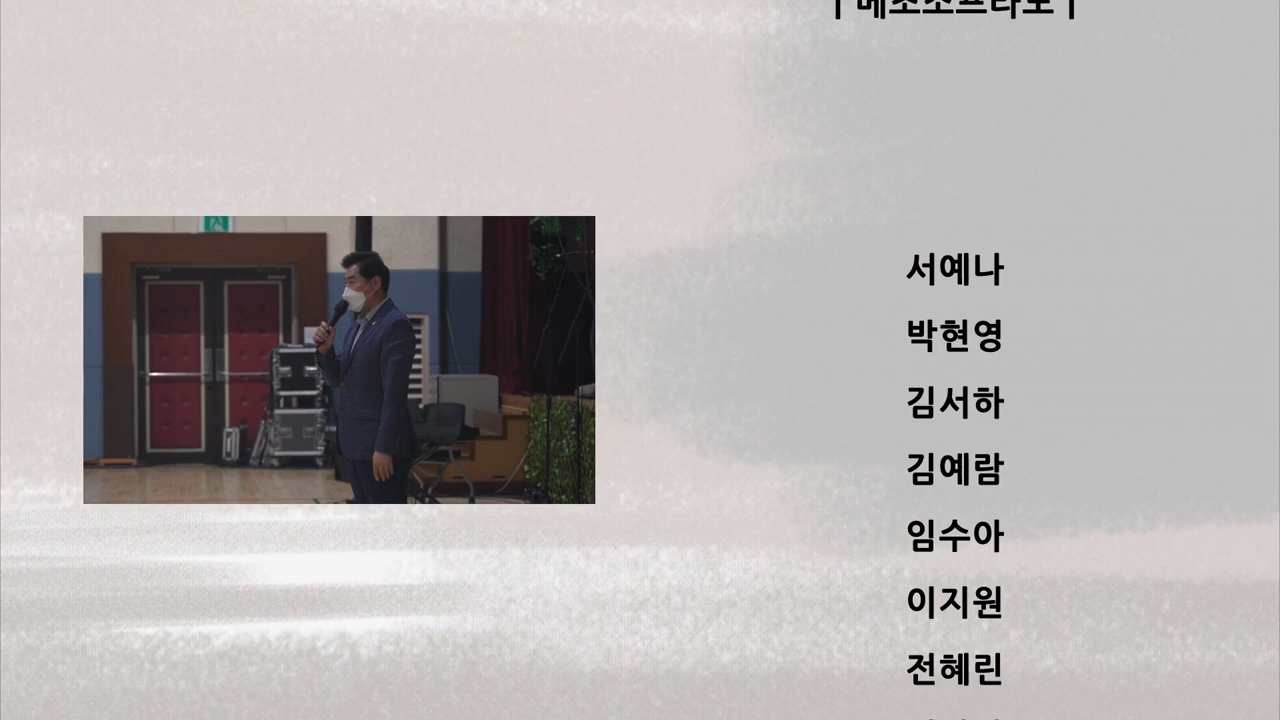 | 메조소프라노 |
서예나
박현영
김서하
김예람
임수아
이지원
전혜린